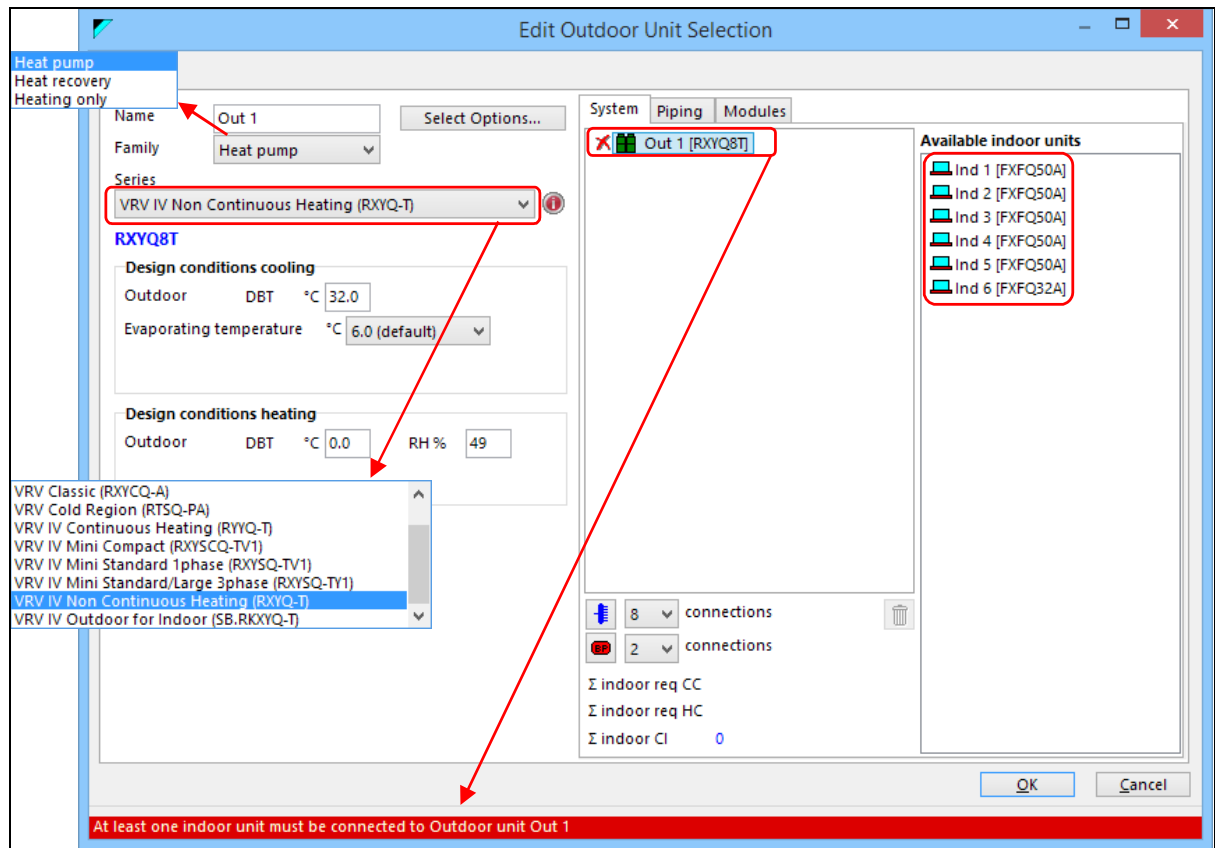 Edit Outdoor Unit Selection
Heat pump
Heat recovery
Heating only
Name Out 1 Select Options...
Family Heat pump
Series
VRV IV Non Continuous Heating (RXYQ-T)
RXYQ8T
Design conditions cooling
Outdoor DBT °C 32.0
Evaporating temperature °C 6.0 (default)
Design conditions heating
Outdoor DBT °C 0.0 RH % 49
VRV Classic (RXYCQ-A)
VRV Cold Region (RTSQ-PA)
VRV IV Continuous Heating (RYYQ-T)
VRV IV Mini Compact (RXYSCQ-TV1)
VRV IV Mini Standard 1phase (RXYSQ-TV1)
VRV IV Mini Standard/Large 3phase (RXYSQ-TY1)
VRV IV Non Continuous Heating (RXYQ-T)
VRV IV Outdoor for Indoor (SB.RKXYQ-T)
System Piping Modules
Out 1 [RXYQ8T]
Available indoor units
Ind 1 [FXFQ50A]
Ind 2 [FXFQ50A]
Ind 3 [FXFQ50A]
Ind 4 [FXFQ50A]
Ind 5 [FXFQ50A]
Ind 6 [FXFQ32A]
8 connections
BP 2 connections
Σ indoor req CC
Σ indoor req HC
Σ indoor CI 0
OK Cancel
At least one indoor unit must be connected to Outdoor unit Out 1